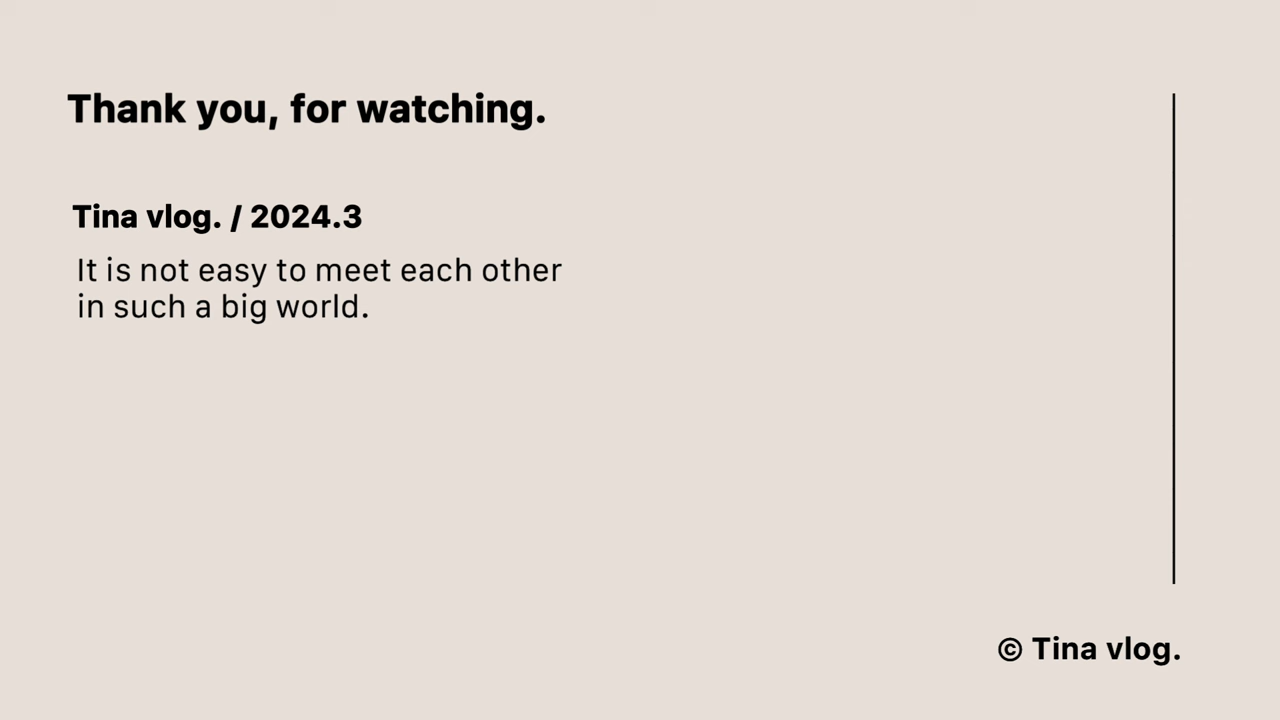 Thank you, for watching.
Tina vlog. / 2024.3
It is not easy to meet each other
in such a big world.
© Tina vlog.